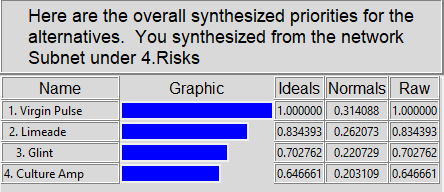 Here are the overall synthesized priorities for the
alternatives. You synthesized from the network
Subnet under 4.Risks
Name Graphic Ideals Normals Raw
1. Virgin Pulse 1.000000 0.314088 1.000000
2. Limeade 0.834393 0.262073 0.834393
3. Glint 0.702762 0.220729 0.702762
4. Culture Amp 0.646661 0.203109 0.646661